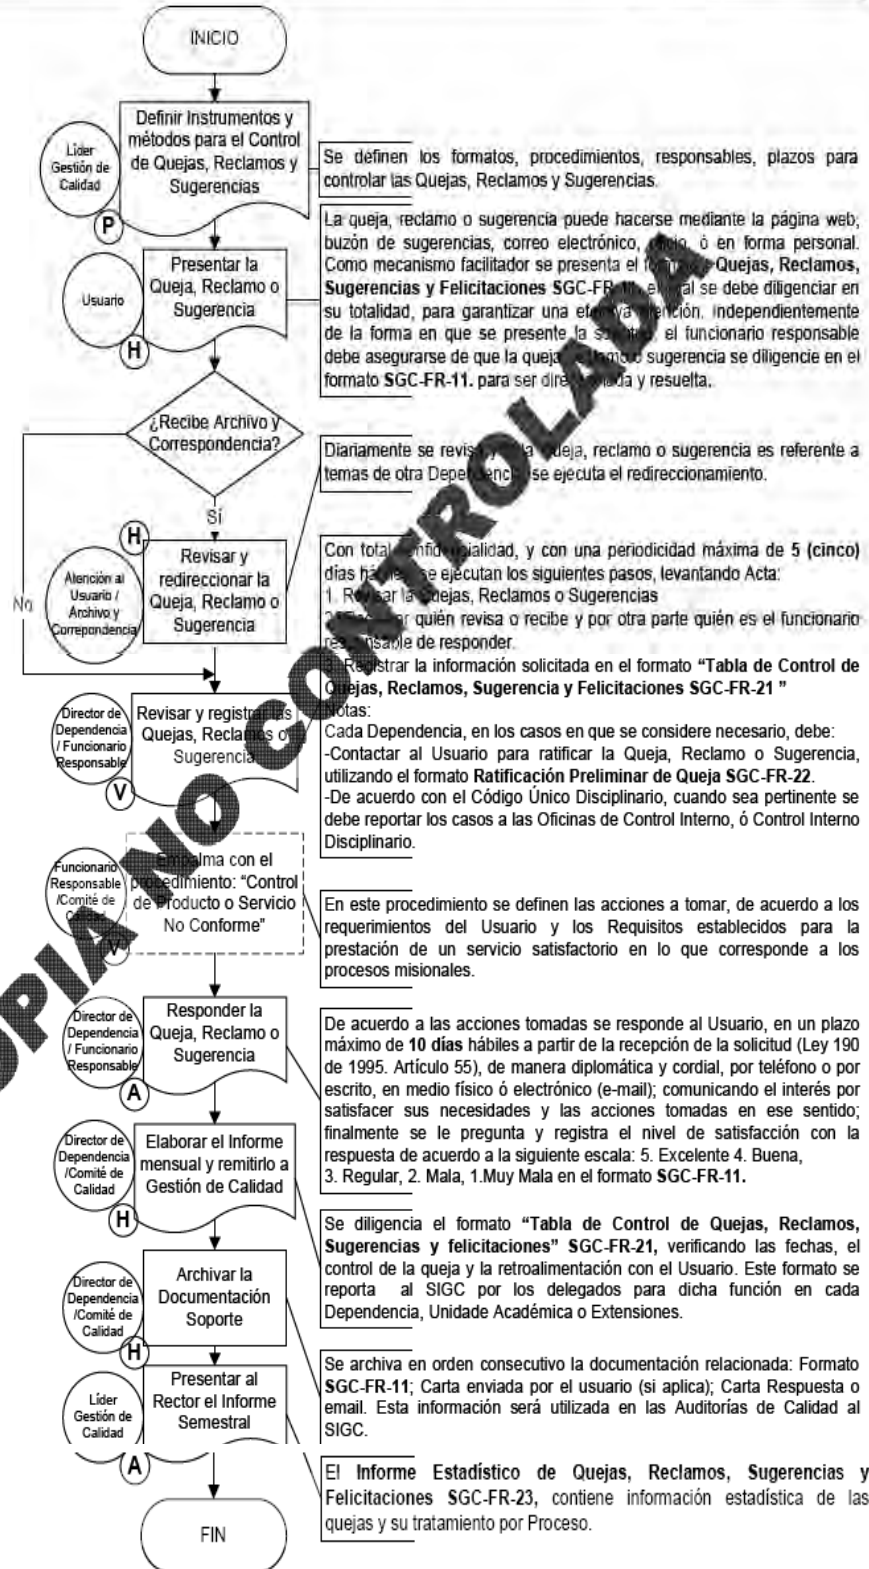 INICIO
Líder
Gestión de
Calidad
P
Definir Instrumentos y
métodos para el Control
de Quejas, Reclamos y
Sugerencias
Se definen los formatos, procedimientos, responsables, plazos para
controlar las Quejas, Reclamos y Sugerencias.
Usuario
H
Presentar la
Queja, Reclamo o
Sugerencia
La queja, reclamo o sugerencia puede hacerse mediante la página web,
buzón de sugerencias, correo electrónico, ó en forma personal.
Como mecanismo facilitador se presenta el Quejas, Reclamos,
Sugerencias y Felicitaciones se debe diligenciar en
su totalidad, para garantizar una Independientemente
de la forma en que se presente la el funcionario responsable
debe asegurarse de que la queja, sugerencia se diligencie en el
formato SGC-FR-11. para ser y resuelta.
¿Recibe Archivo y
Correspondencia?
Sí
No
Diariamente se revisa queja, reclamo o sugerencia es referente a
temas de otra Dependencia se ejecuta el redireccionamiento.
H
Atención al
Usuario /
Archivo y
Correpondencia
Revisar y
redireccionar la
Queja, Reclamo o
Sugerencia
Con total confidencialidad, y con una periodicidad máxima de 5 (cinco)
días se ejecutan los siguientes pasos, levantando Acta:
1. Revisar la Quejas, Reclamos o Sugerencias
quién revisa o recibe y por otra parte quién es el funcionario
responsable de responder.
3. Registrar la información solicitada en el formato “Tabla de Control de
Quejas, Reclamos, Sugerencia y Felicitaciones SGC-FR-21 ”
Notas:
Cada Dependencia, en los casos en que se considere necesario, debe:
-Contactar al Usuario para ratificar la Queja, Reclamo o Sugerencia,
utilizando el formato Ratificación Preliminar de Queja SGC-FR-22.
-De acuerdo con el Código Único Disciplinario, cuando sea pertinente se
debe reportar los casos a las Oficinas de Control Interno, ó Control Interno
Disciplinario.
Director de
Dependencia
/ Funcionario
Responsable
V
Revisar y registrar las
Quejas, Reclamos o
Sugerencia
Funcionario
Responsable
/Comité de
Calidad
V
Empalma con el
procedimiento: “Control
de Producto o Servicio
No Conforme”
En este procedimiento se definen las acciones a tomar, de acuerdo a los
requerimientos del Usuario y los Requisitos establecidos para la
prestación de un servicio satisfactorio en lo que corresponde a los
procesos misionales.
Director de
Dependencia
/ Funcionario
Responsable
A
Responder la
Queja, Reclamo o
Sugerencia
De acuerdo a las acciones tomadas se responde al Usuario, en un plazo
máximo de 10 días hábiles a partir de la recepción de la solicitud (Ley 190
de 1995. Artículo 55), de manera diplomática y cordial, por teléfono o por
escrito, en medio físico ó electrónico (e-mail); comunicando el interés por
satisfacer sus necesidades y las acciones tomadas en ese sentido;
finalmente se le pregunta y registra el nivel de satisfacción con la
respuesta de acuerdo a la siguiente escala: 5. Excelente 4. Buena,
3. Regular, 2. Mala, 1.Muy Mala en el formato SGC-FR-11.
Director de
Dependencia
/Comité de
Calidad
H
Elaborar el Informe
mensual y remitirlo a
Gestión de Calidad
Se diligencia el formato “Tabla de Control de Quejas, Reclamos,
Sugerencias y felicitaciones” SGC-FR-21, verificando las fechas, el
control de la queja y la retroalimentación con el Usuario. Este formato se
reporta al SIGC por los delegados para dicha función en cada
Dependencia, Unidade Académica o Extensiones.
Director de
Dependencia
/Comité de
Calidad
H
Archivar la
Documentación
Soporte
Se archiva en orden consecutivo la documentación relacionada: Formato
SGC-FR-11; Carta enviada por el usuario (si aplica); Carta Respuesta o
email. Esta información será utilizada en las Auditorías de Calidad al
SIGC.
Líder
Gestión de
Calidad
A
Presentar al
Rector el Informe
Semestral
El Informe Estadístico de Quejas, Reclamos, Sugerencias y
Felicitaciones SGC-FR-23, contiene información estadística de las
quejas y su tratamiento por Proceso.
FIN
COPIA NO CONTROLADA